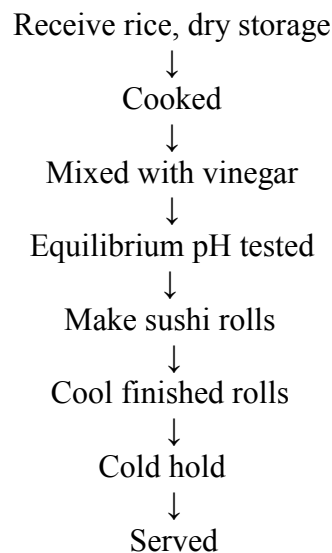 Receive rice, dry storage
↓
Cooked
↓
Mixed with vinegar
↓
Equilibrium pH tested
↓
Make sushi rolls
↓
Cool finished rolls
↓
Cold hold
↓
Served